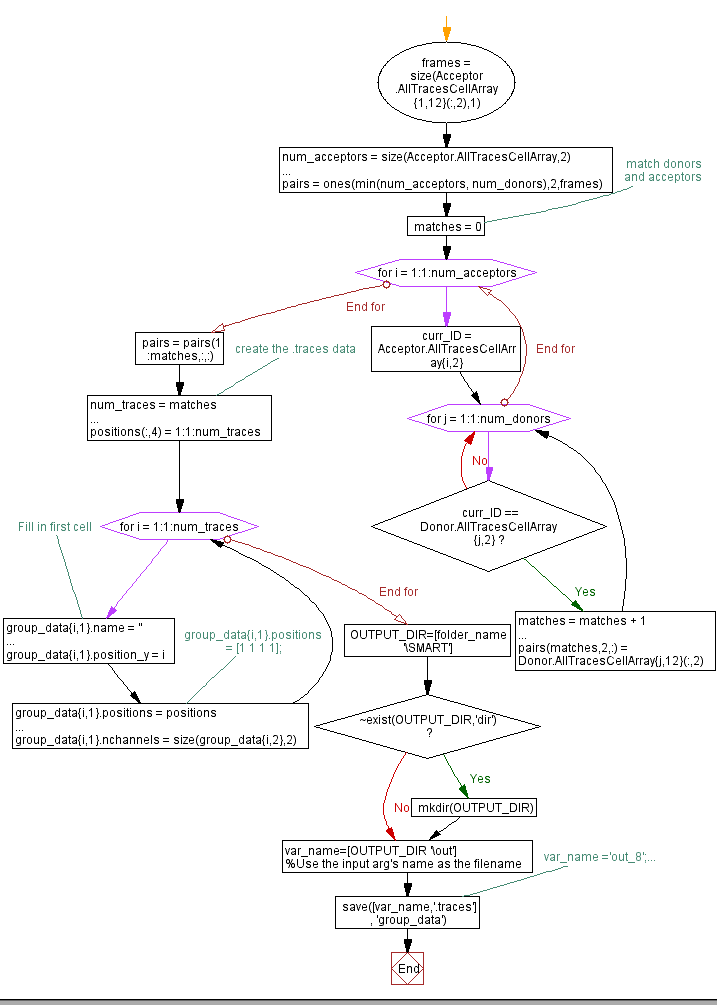 frames =
size(Acceptor
.AllTracesCellArray
{1,12}(:,2),1)
num_acceptors = size(Acceptor.AllTracesCellArray,2)
...
pairs = ones(min(num_acceptors, num_donors),2,frames)
match donors
and acceptors
matches = 0
for i = 1:1:num_acceptors
End for
curr_ID =
Acceptor.AllTracesCellArr
ay{i,2}
End for
pairs = pairs(1
:matches,:,:)
create the .traces data
num_traces = matches
...
positions(:,4) = 1:1:num_traces
for j = 1:1:num_donors
No
curr_ID ==
Donor.AllTracesCellArray
{j,2} ?
Yes
matches = matches + 1
...
pairs(matches,2,:) =
Donor.AllTracesCellArray{j,12}(:,2)
Fill in first cell
for i = 1:1:num_traces
End for
group_data{i,1}.name = ''
...
group_data{i,1}.position_y = i
group_data{i,1}.positions
= [1 1 1 1];
OUTPUT_DIR=[folder_name
'\SMART']
group_data{i,1}.positions = positions
...
group_data{i,1}.nchannels = size(group_data{i,2},2)
~exist(OUTPUT_DIR,'dir')
?
Yes
No
mkdir(OUTPUT_DIR)
var_name=[OUTPUT_DIR '\out']
%Use the input arg's name as the filename
var_name ='out_8';...
save([var_name,'.traces']
, 'group_data')
End